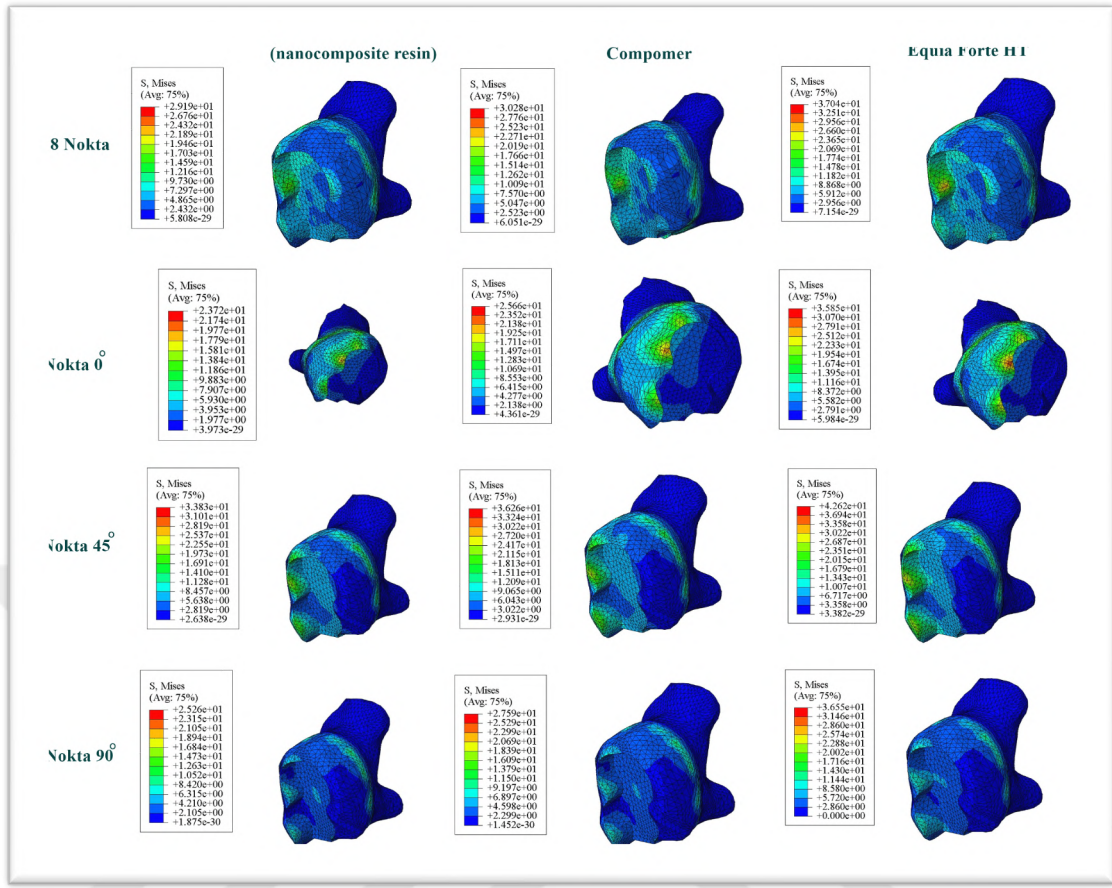 (nanocomposite resin)
Compomer
Equia Forte HT
8 Nokta
S, Mises
(Avg: 75%)
+2.919e+01
+2.676e+01
+2.432e+01
+2.189e+01
+1.946e+01
+1.703e+01
+1.459e+01
+1.216e+01
+9.730e+00
+7.297e+00
+4.865e+00
+2.432e+00
+5.808e-29
S, Mises
(Avg: 75%)
+3.028e+01
+2.776e+01
+2.523e+01
+2.271e+01
+2.019e+01
+1.766e+01
+1.514e+01
+1.262e+01
+1.009e+01
+7.570e+00
+5.047e+00
+2.523e+00
+6.051e-29
S, Mises
(Avg: 75%)
+3.704e+01
+3.251e+01
+2.956e+01
+2.660e+01
+2.365e+01
+2.069e+01
+1.774e+01
+1.478e+01
+1.182e+01
+8.868e+00
+5.912e+00
+2.956e+00
+7.154e-29
Nokta 0°
S, Mises
(Avg: 75%)
+2.372e+01
+2.174e+01
+1.977e+01
+1.779e+01
+1.581e+01
+1.384e+01
+1.186e+01
+9.883e+00
+7.907e+00
+5.930e+00
+3.953e+00
+1.977e+00
+3.973e-29
S, Mises
(Avg: 75%)
+2.566e+01
+2.352e+01
+2.138e+01
+1.925e+01
+1.711e+01
+1.497e+01
+1.283e+01
+1.069e+01
+8.553e+00
+6.415e+00
+4.277e+00
+2.138e+00
+4.361e-29
S, Mises
(Avg: 75%)
+3.585e+01
+3.070e+01
+2.791e+01
+2.512e+01
+2.233e+01
+1.954e+01
+1.674e+01
+1.395e+01
+1.116e+01
+8.372e+00
+5.582e+00
+2.791e+00
+5.984e-29
Nokta 45°
S, Mises
(Avg: 75%)
+3.383e+01
+3.101e+01
+2.819e+01
+2.537e+01
+2.255e+01
+1.973e+01
+1.691e+01
+1.410e+01
+1.128e+01
+8.457e+00
+5.638e+00
+2.819e+00
+2.638e-29
S, Mises
(Avg: 75%)
+3.626e+01
+3.324e+01
+3.022e+01
+2.720e+01
+2.417e+01
+2.115e+01
+1.813e+01
+1.511e+01
+1.209e+01
+9.065e+00
+6.043e+00
+3.022e+00
+2.931e-29
S, Mises
(Avg: 75%)
+4.262e+01
+3.694e+01
+3.358e+01
+3.022e+01
+2.687e+01
+2.351e+01
+2.015e+01
+1.679e+01
+1.343e+01
+1.007e+01
+6.717e+00
+3.358e+00
+3.382e-29
Nokta 90°
S, Mises
(Avg: 75%)
+2.526e+01
+2.315e+01
+2.105e+01
+1.894e+01
+1.684e+01
+1.473e+01
+1.263e+01
+1.052e+01
+8.420e+00
+6.315e+00
+4.210e+00
+2.105e+00
+1.875e-30
S, Mises
(Avg: 75%)
+2.759e+01
+2.529e+01
+2.299e+01
+2.069e+01
+1.839e+01
+1.609e+01
+1.379e+01
+1.150e+01
+9.197e+00
+6.897e+00
+4.598e+00
+2.299e+00
+1.452e-30
S, Mises
(Avg: 75%)
+3.655e+01
+3.146e+01
+2.860e+01
+2.574e+01
+2.288e+01
+2.002e+01
+1.716e+01
+1.430e+01
+1.144e+01
+8.580e+00
+5.720e+00
+2.860e+00
+0.000e+00